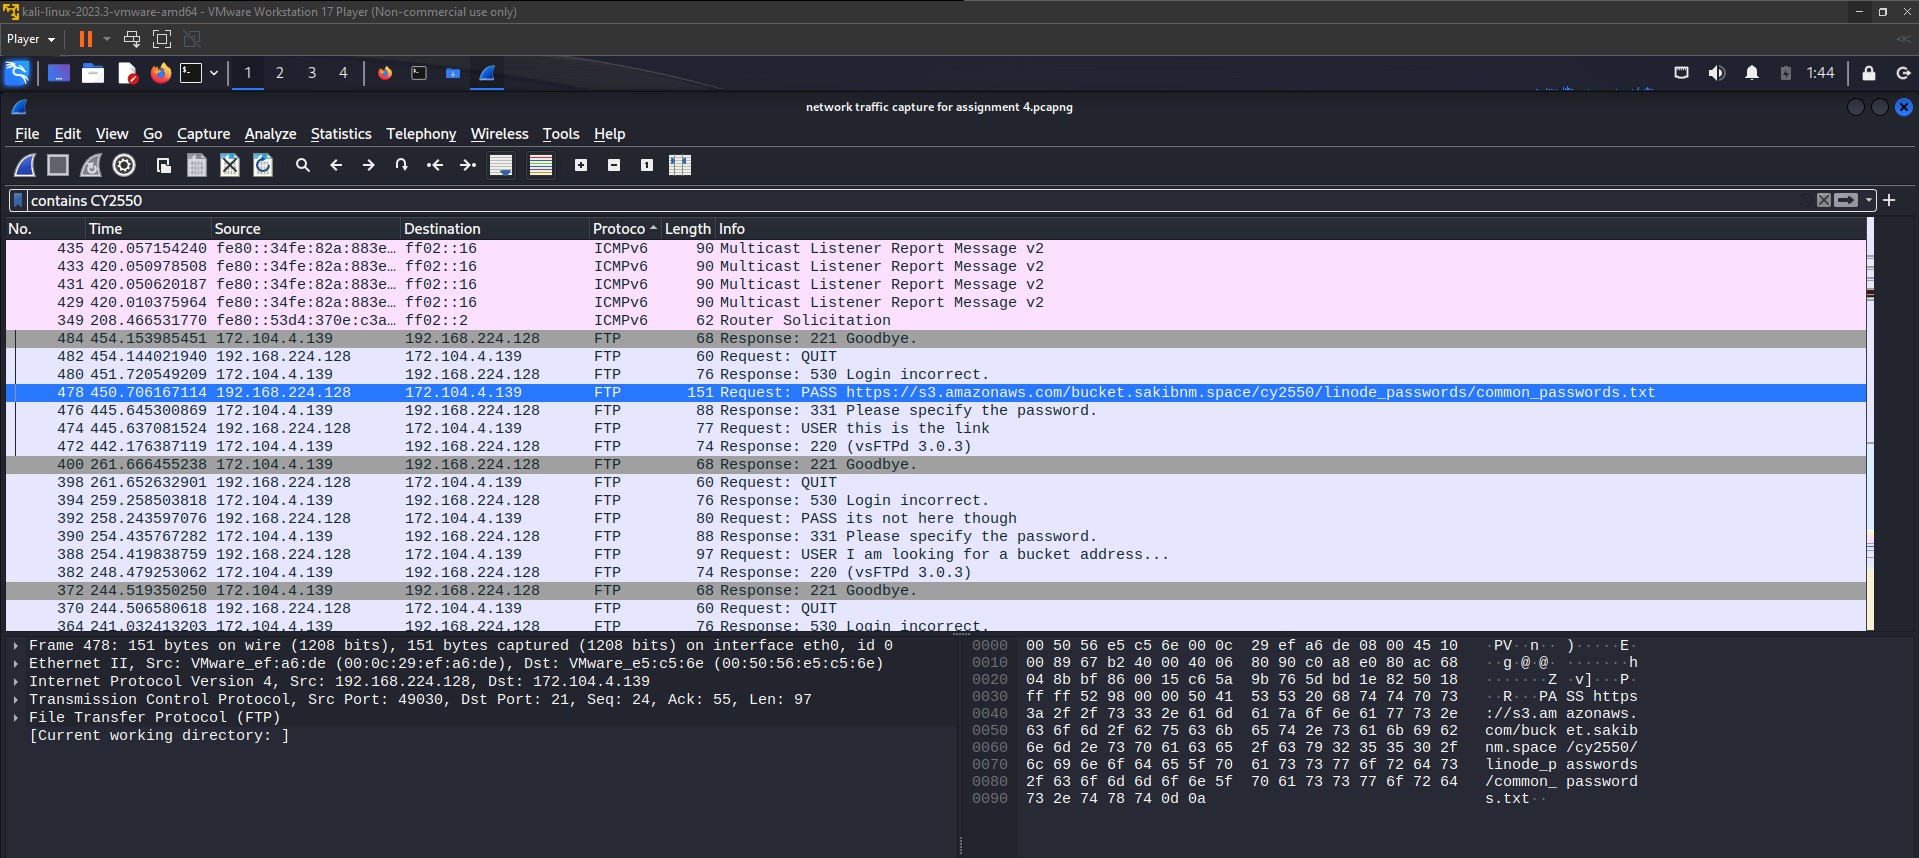 kali-linux-2023.3-vmware-amd64 - VMware Workstation 17 Player (Non-commercial use only)
Player
1 2 3 4 1:44
network traffic capture for assignment 4.pcapng
File Edit View Go Capture Analyze Statistics Telephony Wireless Tools Help
contains CY2550
No. Time Source Destination Protoco Length Info
435 420.057154240 fe80::34fe:82a:883e… ff02::16 ICMPv6 90 Multicast Listener Report Message v2
433 420.050978508 fe80::34fe:82a:883e… ff02::16 ICMPv6 90 Multicast Listener Report Message v2
431 420.050620187 fe80::34fe:82a:883e… ff02::16 ICMPv6 90 Multicast Listener Report Message v2
429 420.010375964 fe80::34fe:82a:883e… ff02::16 ICMPv6 90 Multicast Listener Report Message v2
349 208.466531770 fe80::53d4:370e:c3a… ff02::2 ICMPv6 62 Router Solicitation
484 454.153985451 172.104.4.139 192.168.224.128 FTP 68 Response: 221 Goodbye.
482 454.144021940 192.168.224.128 172.104.4.139 FTP 60 Request: QUIT
480 451.720549209 172.104.4.139 192.168.224.128 FTP 76 Response: 530 Login incorrect.
478 450.706167114 192.168.224.128 172.104.4.139 FTP 151 Request: PASS https://s3.amazonaws.com/bucket.sakibnm.space/cy2550/linode_passwords/common_passwords.txt
476 445.645300869 172.104.4.139 192.168.224.128 FTP 88 Response: 331 Please specify the password.
474 445.637081524 192.168.224.128 172.104.4.139 FTP 77 Request: USER this is the link
472 442.176387119 172.104.4.139 192.168.224.128 FTP 74 Response: 220 (vsFTPd 3.0.3)
400 261.666455238 172.104.4.139 192.168.224.128 FTP 68 Response: 221 Goodbye.
398 261.652632901 192.168.224.128 172.104.4.139 FTP 60 Request: QUIT
394 259.258503818 172.104.4.139 192.168.224.128 FTP 76 Response: 530 Login incorrect.
392 258.243597076 192.168.224.128 172.104.4.139 FTP 80 Request: PASS its not here though
390 254.435767282 172.104.4.139 192.168.224.128 FTP 88 Response: 331 Please specify the password.
388 254.419838759 192.168.224.128 172.104.4.139 FTP 97 Request: USER I am looking for a bucket address...
382 248.479253062 172.104.4.139 192.168.224.128 FTP 74 Response: 220 (vsFTPd 3.0.3)
372 244.519350250 172.104.4.139 192.168.224.128 FTP 68 Response: 221 Goodbye.
370 244.506580618 192.168.224.128 172.104.4.139 FTP 60 Request: QUIT
364 241.032413203 172.104.4.139 192.168.224.128 FTP 76 Response: 530 Login incorrect.
Frame 478: 151 bytes on wire (1208 bits), 151 bytes captured (1208 bits) on interface eth0, id 0
Ethernet II, Src: VMware_ef:a6:de (00:0c:29:ef:a6:de), Dst: VMware_e5:c5:6e (00:50:56:e5:c5:6e)
Internet Protocol Version 4, Src: 192.168.224.128, Dst: 172.104.4.139
Transmission Control Protocol, Src Port: 49030, Dst Port: 21, Seq: 24, Ack: 55, Len: 97
File Transfer Protocol (FTP)
[Current working directory: ]
0000 00 50 56 e5 c5 6e 00 0c 29 ef a6 de 08 00 45 10 ·PV··n·· )·····E·
0010 00 89 67 b2 40 00 40 06 80 90 c0 a8 e0 80 ac 68 ··g·@·@· ·······h
0020 04 8b bf 86 00 15 c6 5a 9b 76 5d bd 1e 82 50 18 ·······Z ·v]···P·
0030 ff ff 52 98 00 00 50 41 53 53 20 68 74 74 70 73 ··R···PA SS https
0040 3a 2f 2f 73 33 2e 61 6d 61 7a 6f 6e 61 77 73 2e ://s3.am azonaws.
0050 63 6f 6d 2f 62 75 63 6b 65 74 2e 73 61 6b 69 62 com/buck et.sakib
0060 6e 6d 2e 73 70 61 63 65 2f 63 79 32 35 35 30 2f nm.space /cy2550/
0070 6c 69 6e 6f 64 65 5f 70 61 73 73 77 6f 72 64 73 linode_p asswords
0080 2f 63 6f 6d 6d 6f 6e 5f 70 61 73 73 77 6f 72 64 /common_ password
0090 73 2e 74 78 74 0d 0a s.txt··